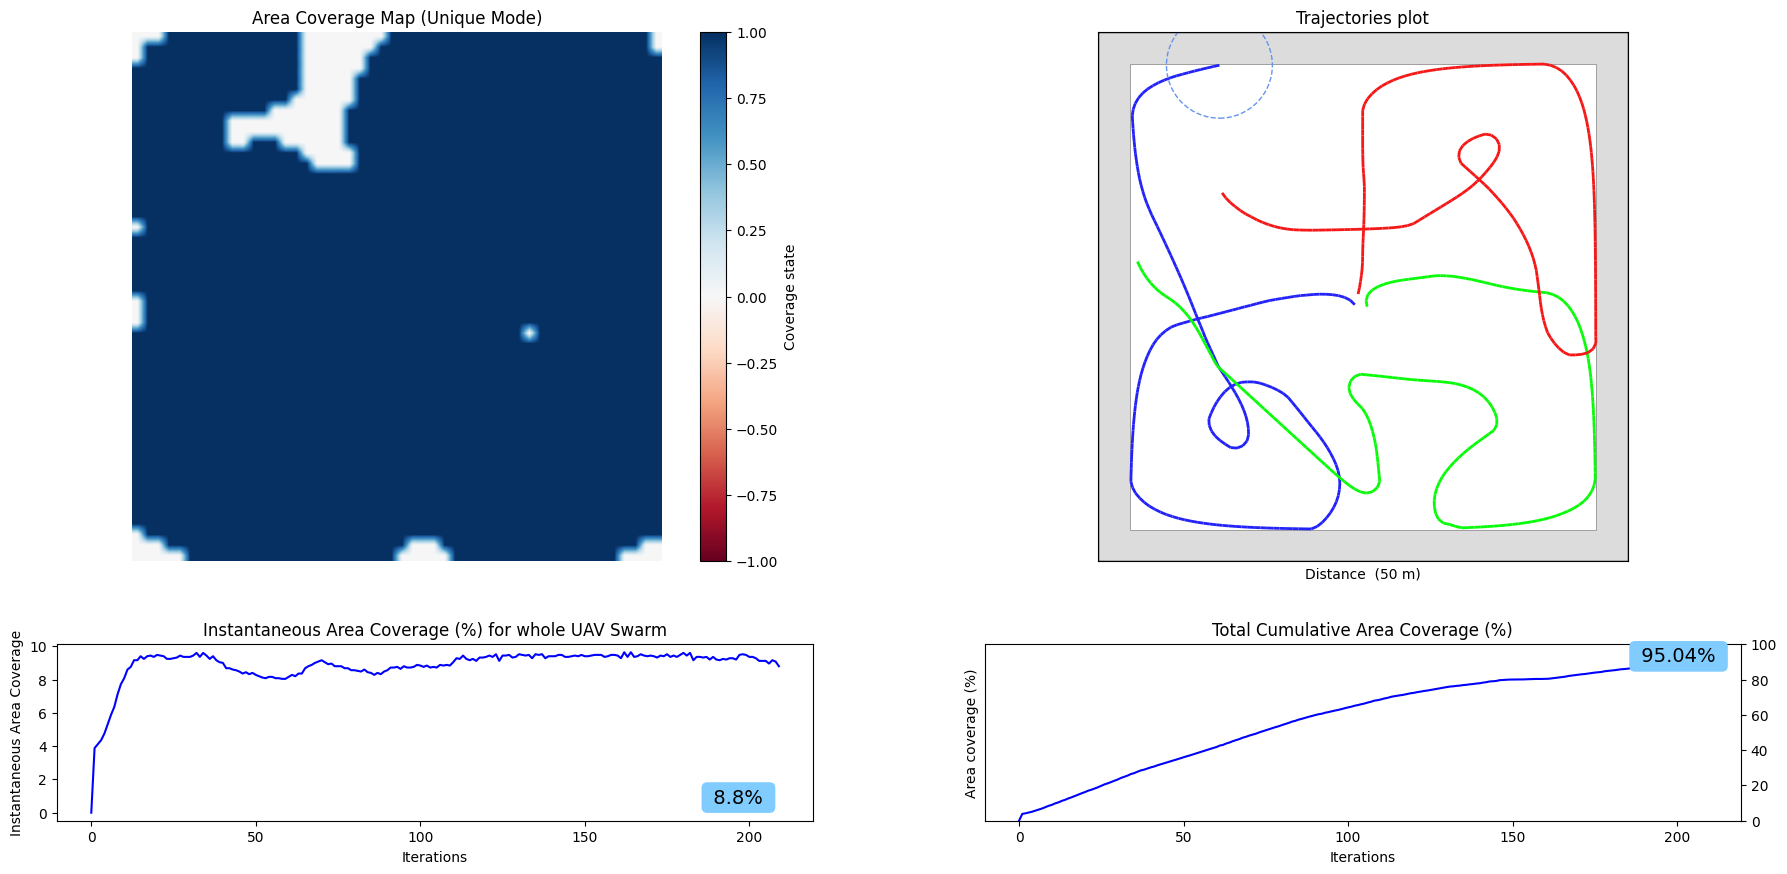 Area Coverage Map (Unique Mode)
1.00
0.75
0.50
0.25
0.00
−0.25
−0.50
−0.75
−1.00
Coverage state
Trajectories plot
Distance  (50 m)
Instantaneous Area Coverage (%) for whole UAV Swarm
Instantaneous Area Coverage
10
8
6
4
2
0
8.8%
0 50 100 150 200
Iterations
Total Cumulative Area Coverage (%)
Area coverage (%)
95.04%
100
80
60
40
20
0
0 50 100 150 200
Iterations